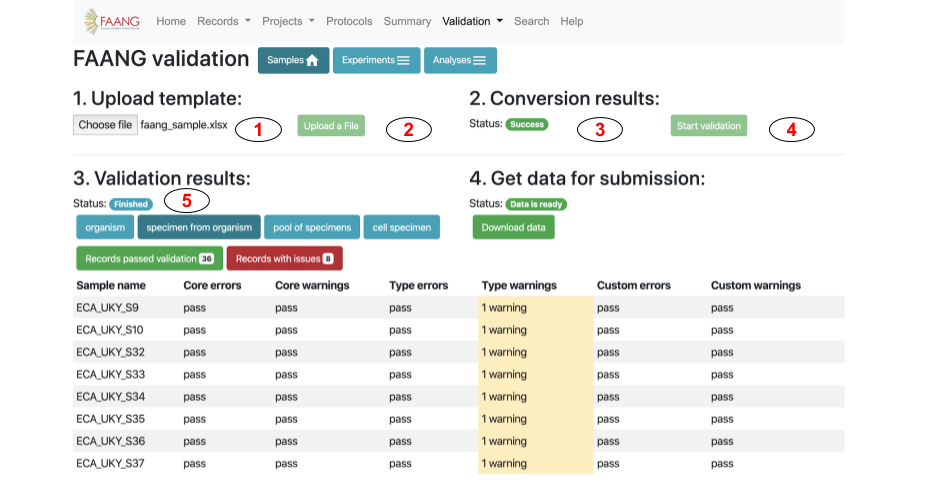 FAANG Home Records Projects Protocols Summary Validation Search Help
FAANG validation Samples Experiments Analyses
1. Upload template:
Choose file faang_sample.xlsx 1 Upload a File 2
2. Conversion results:
Status: Success 3 Start validation 4
3. Validation results:
Status: Finished 5
organism specimen from organism pool of specimens cell specimen
4. Get data for submission:
Status: Data is ready
Download data
Records passed validation 36 Records with issues 8
Sample name Core errors Core warnings Type errors Type warnings Custom errors Custom warnings
ECA_UKY_S9 pass pass pass 1 warning pass pass
ECA_UKY_S10 pass pass pass 1 warning pass pass
ECA_UKY_S32 pass pass pass 1 warning pass pass
ECA_UKY_S33 pass pass pass 1 warning pass pass
ECA_UKY_S34 pass pass pass 1 warning pass pass
ECA_UKY_S35 pass pass pass 1 warning pass pass
ECA_UKY_S36 pass pass pass 1 warning pass pass
ECA_UKY_S37 pass pass pass 1 warning pass pass